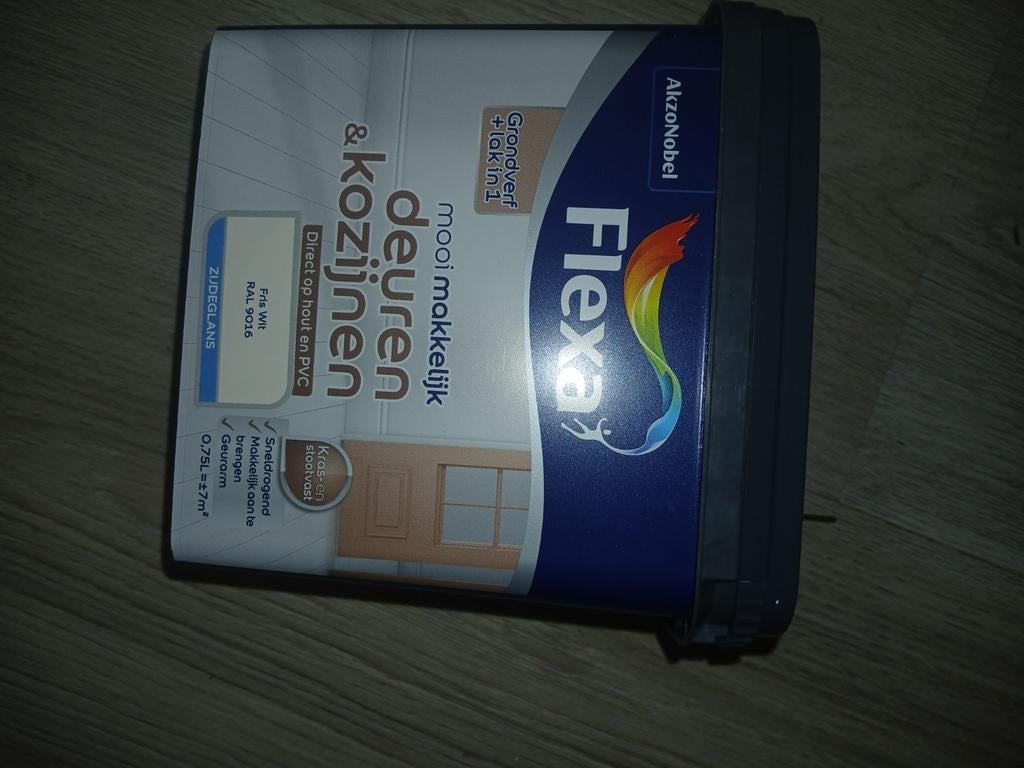 AkzoNobel
Flexa
Grondverf
+ lak in 1
mooi makkelijk
deuren
& kozijnen
Direct op hout en PVC
Fris Wit
RAL 9016
ZIJDEGLANS
Kras- en
stootvast
✓ Sneldrogend
✓ Makkelijk aan te
brengen
✓ Geurarm
0,75L=±7m²